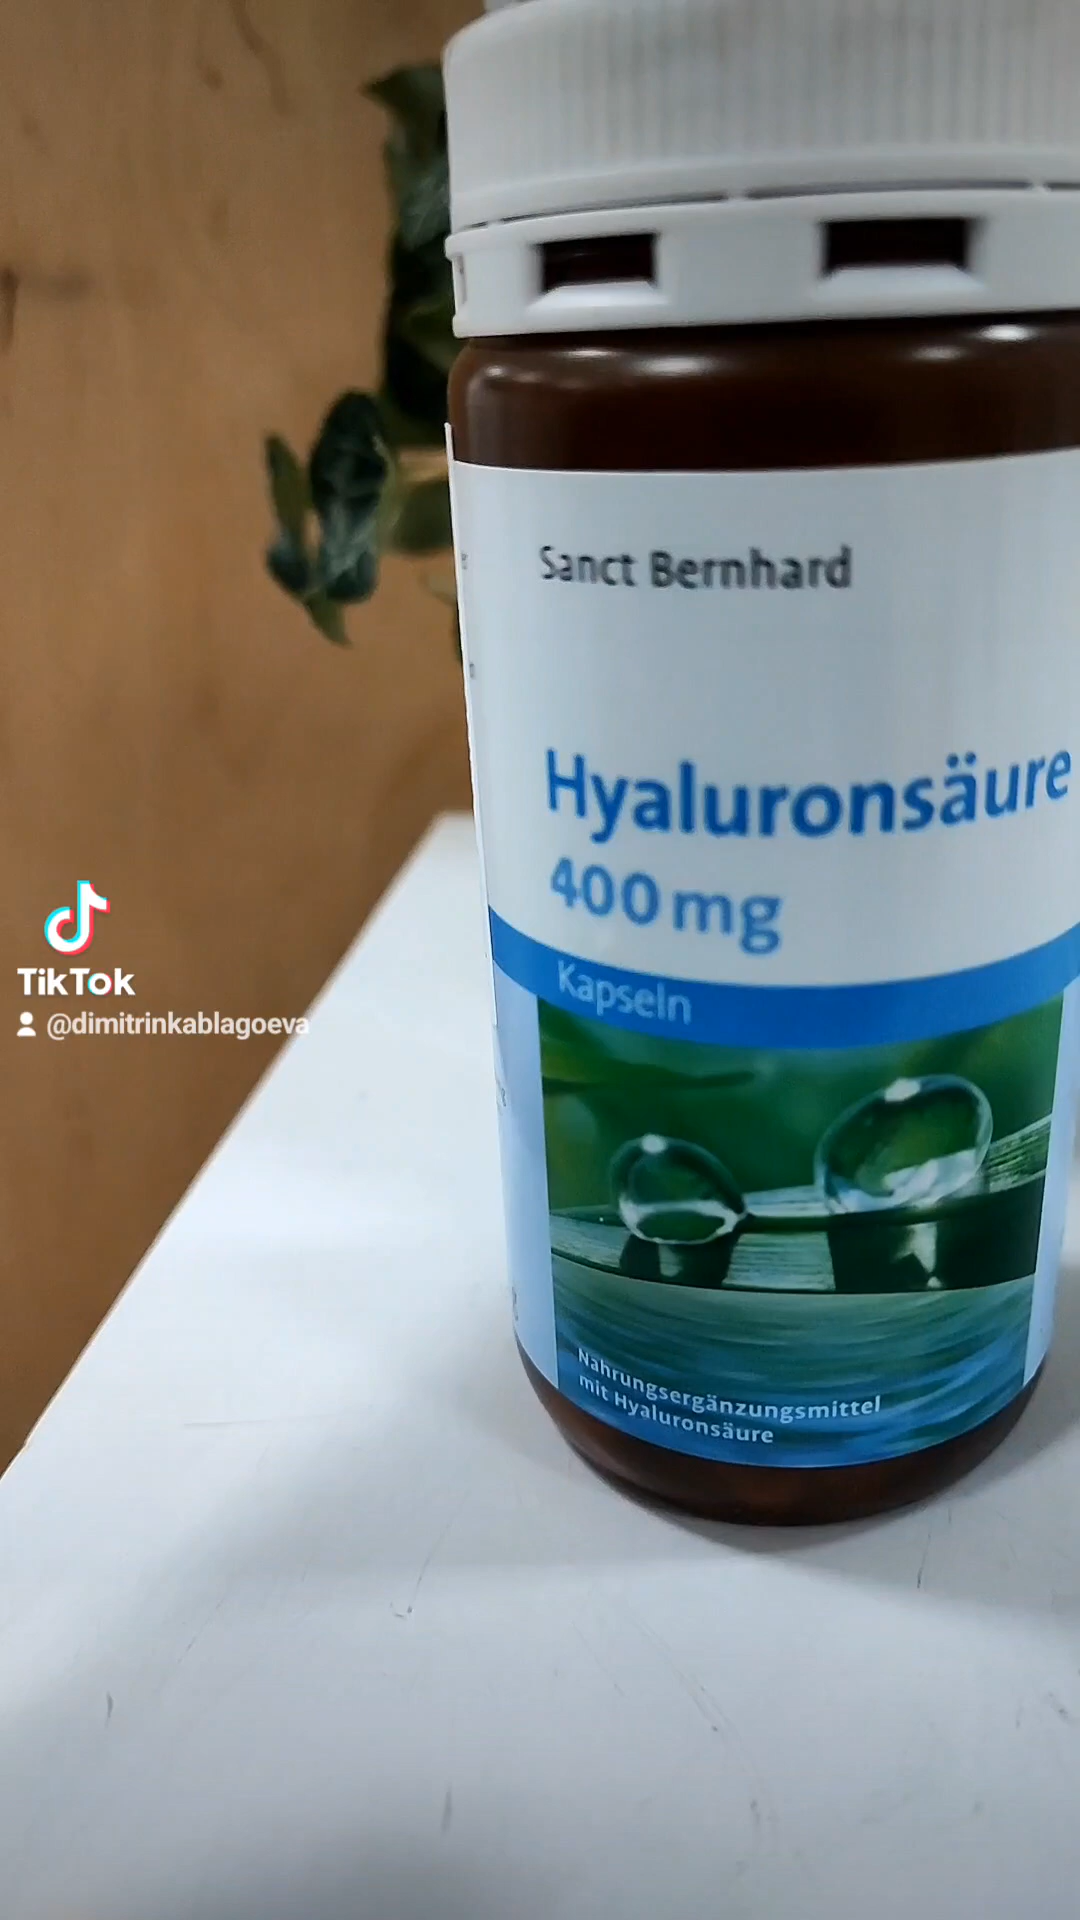 Sanct Bernhard
Hyaluronsäure
400 mg
Kapseln
Nahrungsergänzungsmittel
mit Hyaluronsäure
TikTok
@dimitrinkablagoeva